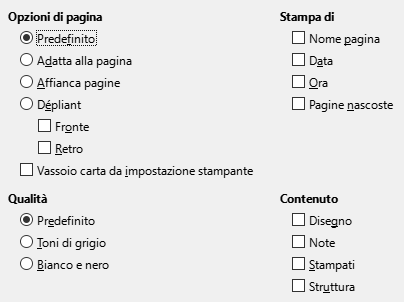 Opzioni di pagina
Predefinito
Adatta alla pagina
Affianca pagine
Dépliant
Fronte
Retro
Vassoio carta da impostazione stampante
Stampa di
Nome pagina
Data
Ora
Pagine nascoste
Qualità
Predefinito
Toni di grigio
Bianco e nero
Contenuto
Disegno
Note
Stampati
Struttura